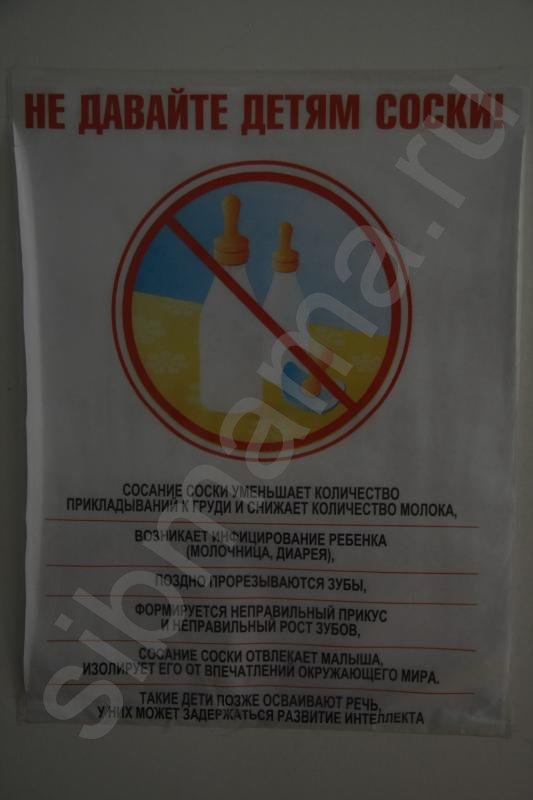 НЕ ДАВАЙТЕ ДЕТЯМ СОСКИ!
СОСАНИЕ СОСКИ УМЕНЬШАЕТ КОЛИЧЕСТВО
ПРИКЛАДЫВАНИЙ К ГРУДИ И СНИЖАЕТ КОЛИЧЕСТВО МОЛОКА,
ВОЗНИКАЕТ ИНФИЦИРОВАНИЕ РЕБЕНКА
(МОЛОЧНИЦА, ДИАРЕЯ),
ПОЗДНО ПРОРЕЗЫВАЮТСЯ ЗУБЫ,
ФОРМИРУЕТСЯ НЕПРАВИЛЬНЫЙ ПРИКУС
И НЕПРАВИЛЬНЫЙ РОСТ ЗУБОВ,
СОСАНИЕ СОСКИ ОТВЛЕКАЕТ МАЛЫША,
ИЗОЛИРУЕТ ЕГО ОТ ВПЕЧАТЛЕНИЙ ОКРУЖАЮЩЕГО МИРА.
ТАКИЕ ДЕТИ ПОЗЖЕ ОСВАИВАЮТ РЕЧЬ,
У НИХ МОЖЕТ ЗАДЕРЖАТЬСЯ РАЗВИТИЕ ИНТЕЛЛЕКТА
sibmama.ru